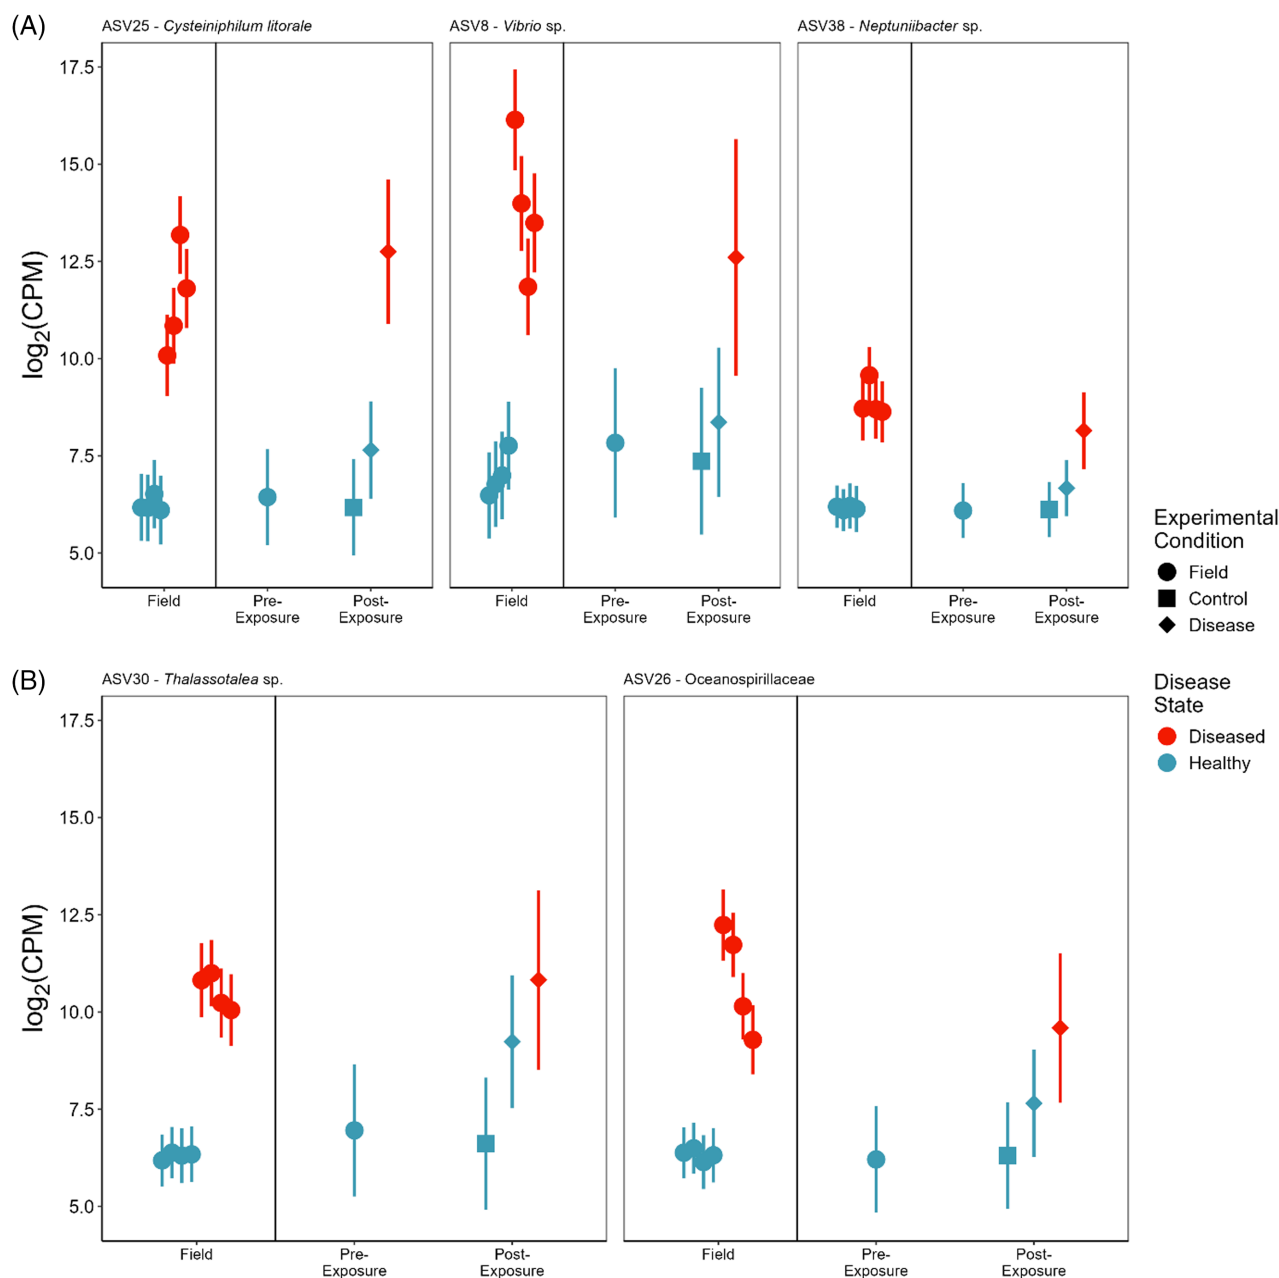 (A)
ASV25 - Cysteiniphilum litorale
ASV8 - Vibrio sp.
ASV38 - Neptuniibacter sp.
17.5
15.0
12.5
10.0
7.5
5.0
log2(CPM)
Field
Pre-
Exposure
Post-
Exposure
Field
Pre-
Exposure
Post-
Exposure
Field
Pre-
Exposure
Post-
Exposure
Experimental
Condition
Field
Control
Disease
Disease
State
Diseased
Healthy
(B)
ASV30 - Thalassotalea sp.
ASV26 - Oceanospirillaceae
17.5
15.0
12.5
10.0
7.5
5.0
log2(CPM)
Field
Pre-
Exposure
Post-
Exposure
Field
Pre-
Exposure
Post-
Exposure